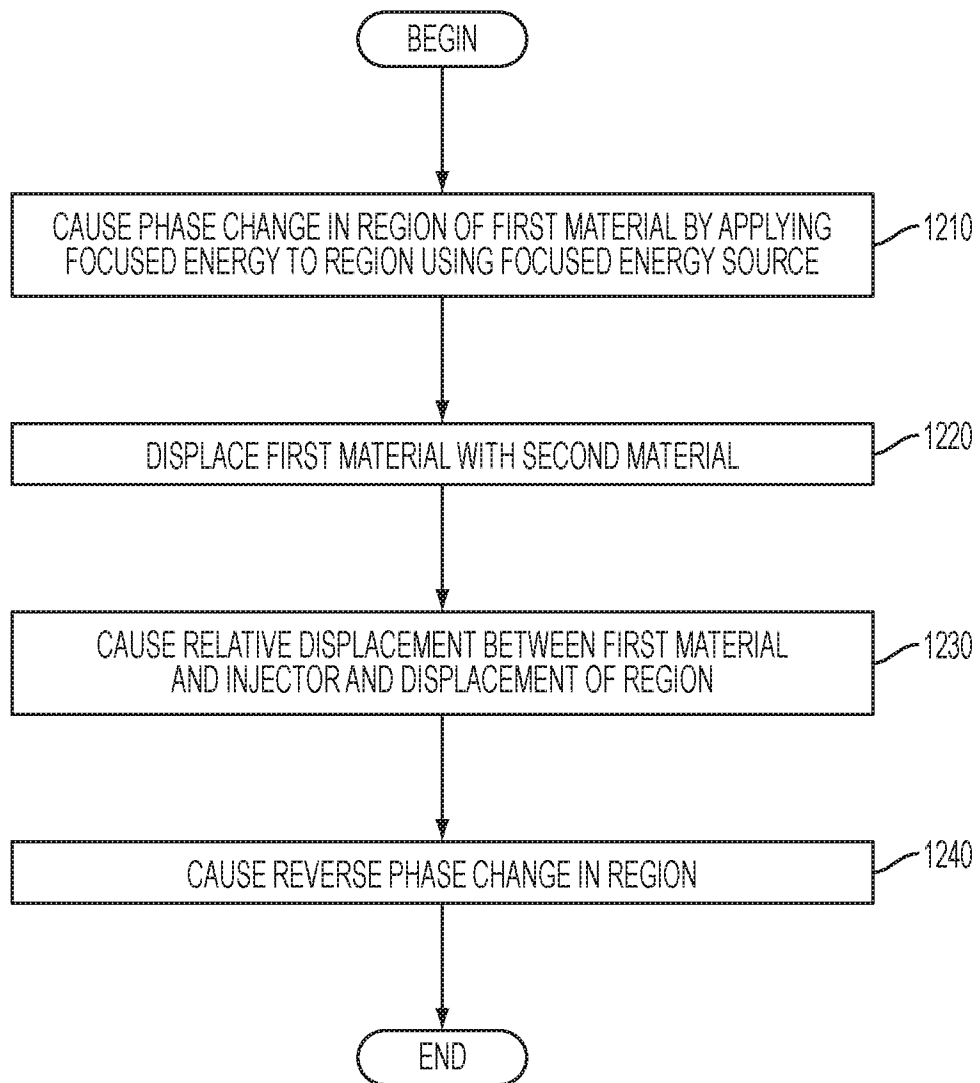 BEGIN
CAUSE PHASE CHANGE IN REGION OF FIRST MATERIAL BY APPLYING
FOCUSED ENERGY TO REGION USING FOCUSED ENERGY SOURCE
1210
DISPLACE FIRST MATERIAL WITH SECOND MATERIAL
1220
CAUSE RELATIVE DISPLACEMENT BETWEEN FIRST MATERIAL
AND INJECTOR AND DISPLACEMENT OF REGION
1230
CAUSE REVERSE PHASE CHANGE IN REGION
1240
END